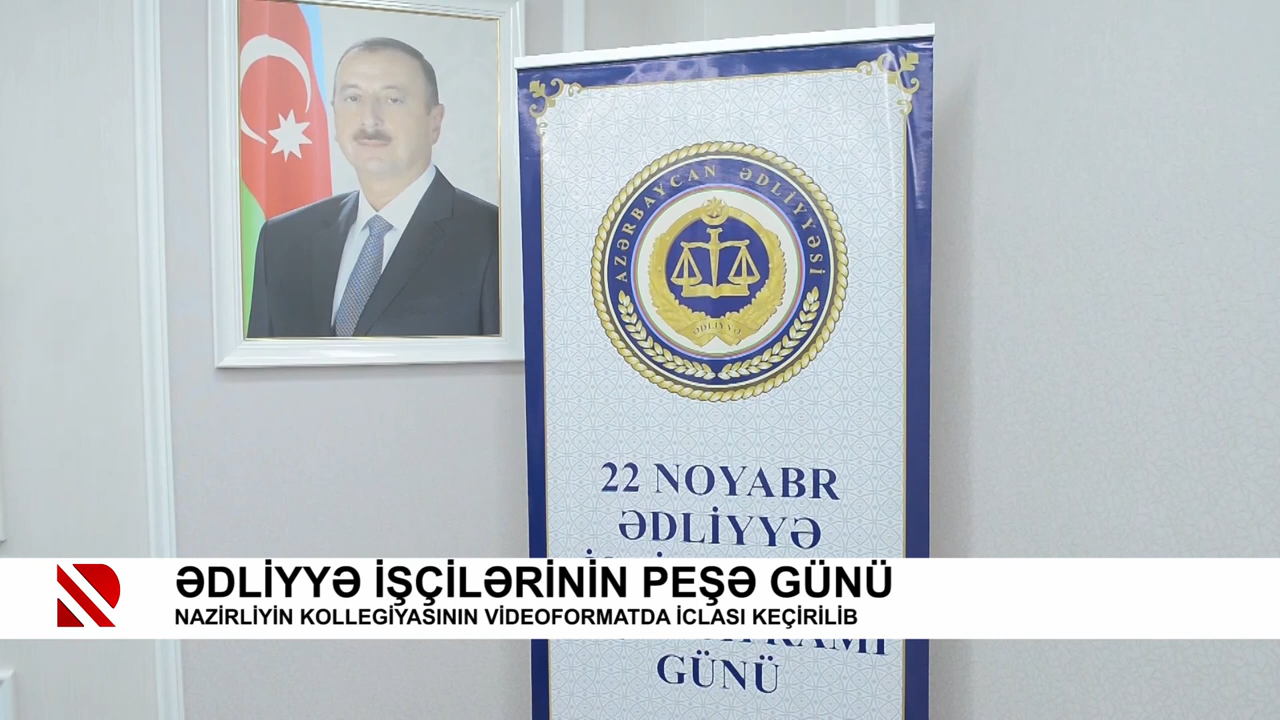 AZƏRBAYCAN ƏDLİYYƏSİ
ƏDLİYYƏ
22 NOYABR
ƏDLİYYƏ
GÜNÜ
ƏDLİYYƏ İŞÇİLƏRİNİN PEŞƏ GÜNÜ
NAZİRLİYİN KOLLEGİYASININ VİDEOFORMATDA İCLASI KEÇİRİLİB